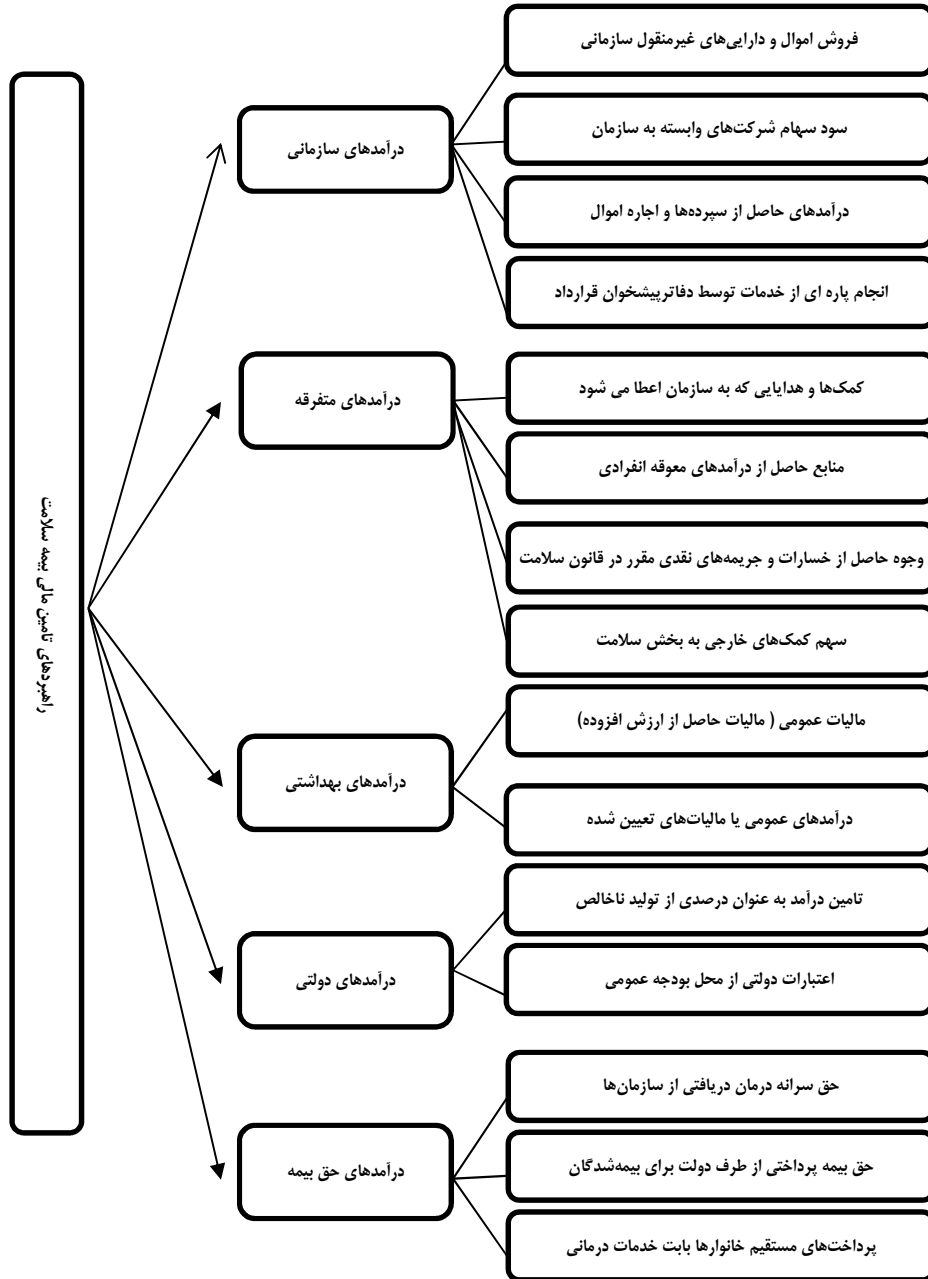 راهبردهای تامین مالی بیمه سلامت
درآمدهای سازمانی
فروش اموال و دارایی‌های غیرمنقول سازمانی
سود سهام شرکت‌های وابسته به سازمان
درآمدهای حاصل از سپرده‌ها و اجاره اموال
انجام پاره ای از خدمات توسط دفاترپیشخوان قرارداد
درآمدهای متفرقه
کمک‌ها و هدایایی که به سازمان اعطا می شود
منابع حاصل از درآمدهای معوقه انفرادی
وجوه حاصل از خسارات و جریمه‌های نقدی مقرر در قانون سلامت
سهم کمک‌های خارجی به بخش سلامت
درآمدهای بهداشتی
مالیات عمومی ( مالیات حاصل از ارزش افزوده)
درآمدهای عمومی یا مالیات‌های تعیین شده
درآمدهای دولتی
تامین درآمد به عنوان درصدی از تولید ناخالص
اعتبارات دولتی از محل بودجه عمومی
درآمدهای حق بیمه
حق سرانه درمان دریافتی از سازمان‌ها
حق بیمه پرداختی از طرف دولت برای بیمه‌شدگان
پرداخت‌های مستقیم خانوارها بابت خدمات درمانی